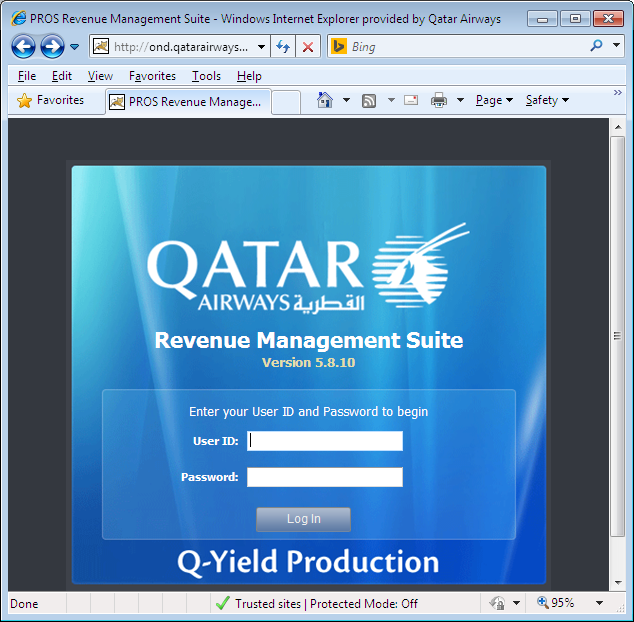 PROS Revenue Management Suite - Windows Internet Explorer provided by Qatar Airways
http://ond.qatarairways...
Bing
File Edit View Favorites Tools Help
Favorites PROS Revenue Manage... Page Safety »
QATAR
AIRWAYS القطرية
Revenue Management Suite
Version 5.8.10
Enter your User ID and Password to begin
User ID:
Password:
Log In
Q-Yield Production
Done Trusted sites | Protected Mode: Off 95%